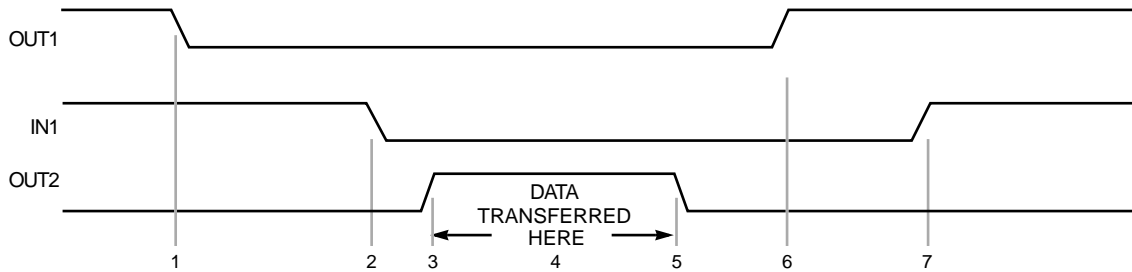 OUT1
IN1
OUT2
DATA
TRANSFERRED
HERE
1 2 3 4 5 6 7